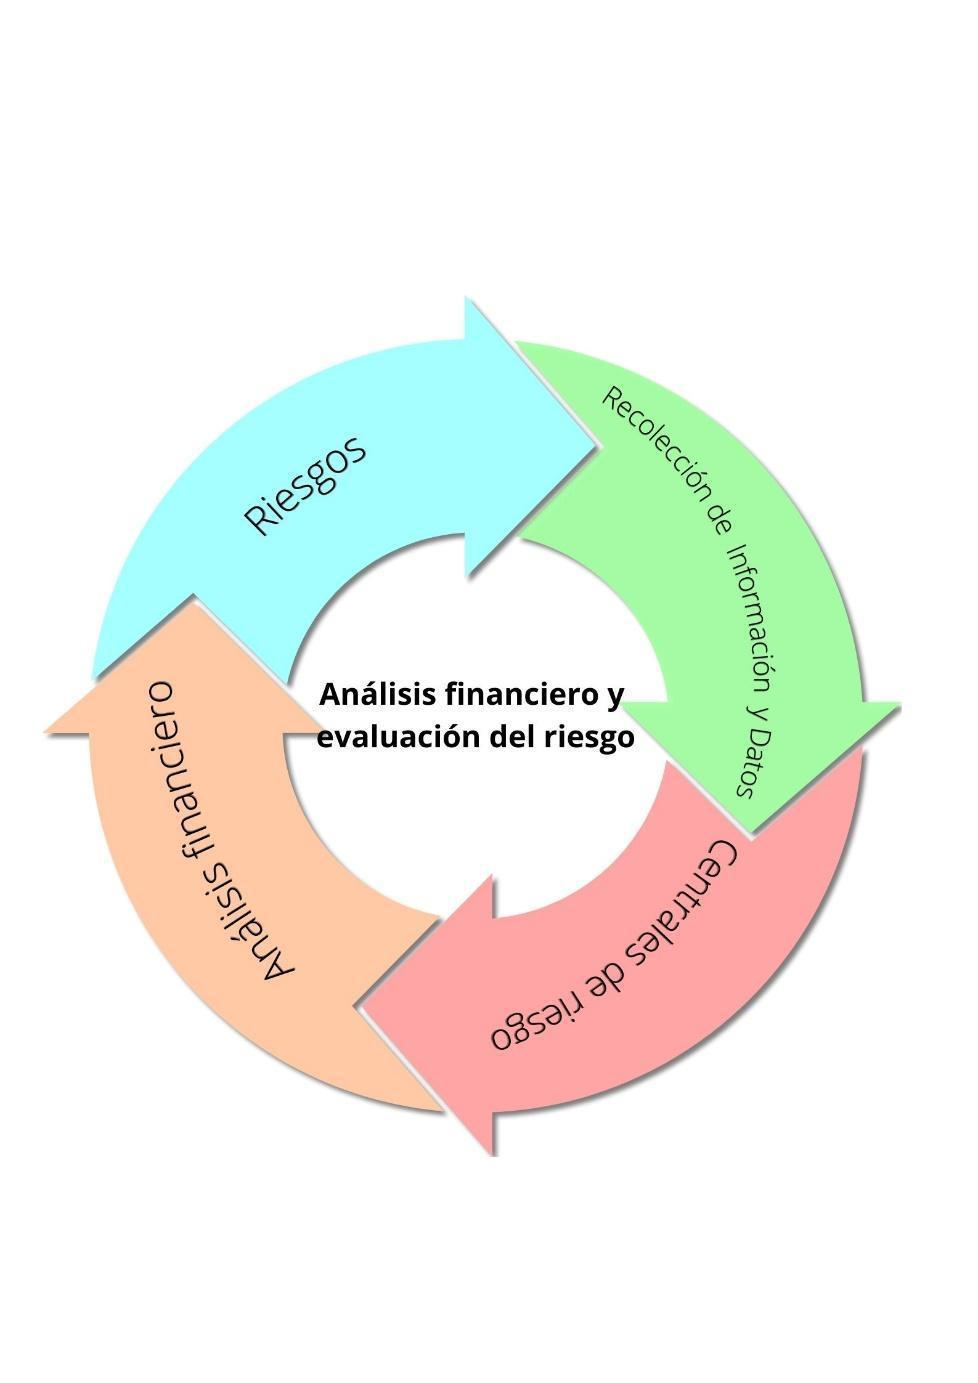 Riesgos
Recolección de Información y Datos
Análisis financiero y
evaluación del riesgo
Análisis financiero
Centrales de riesgo